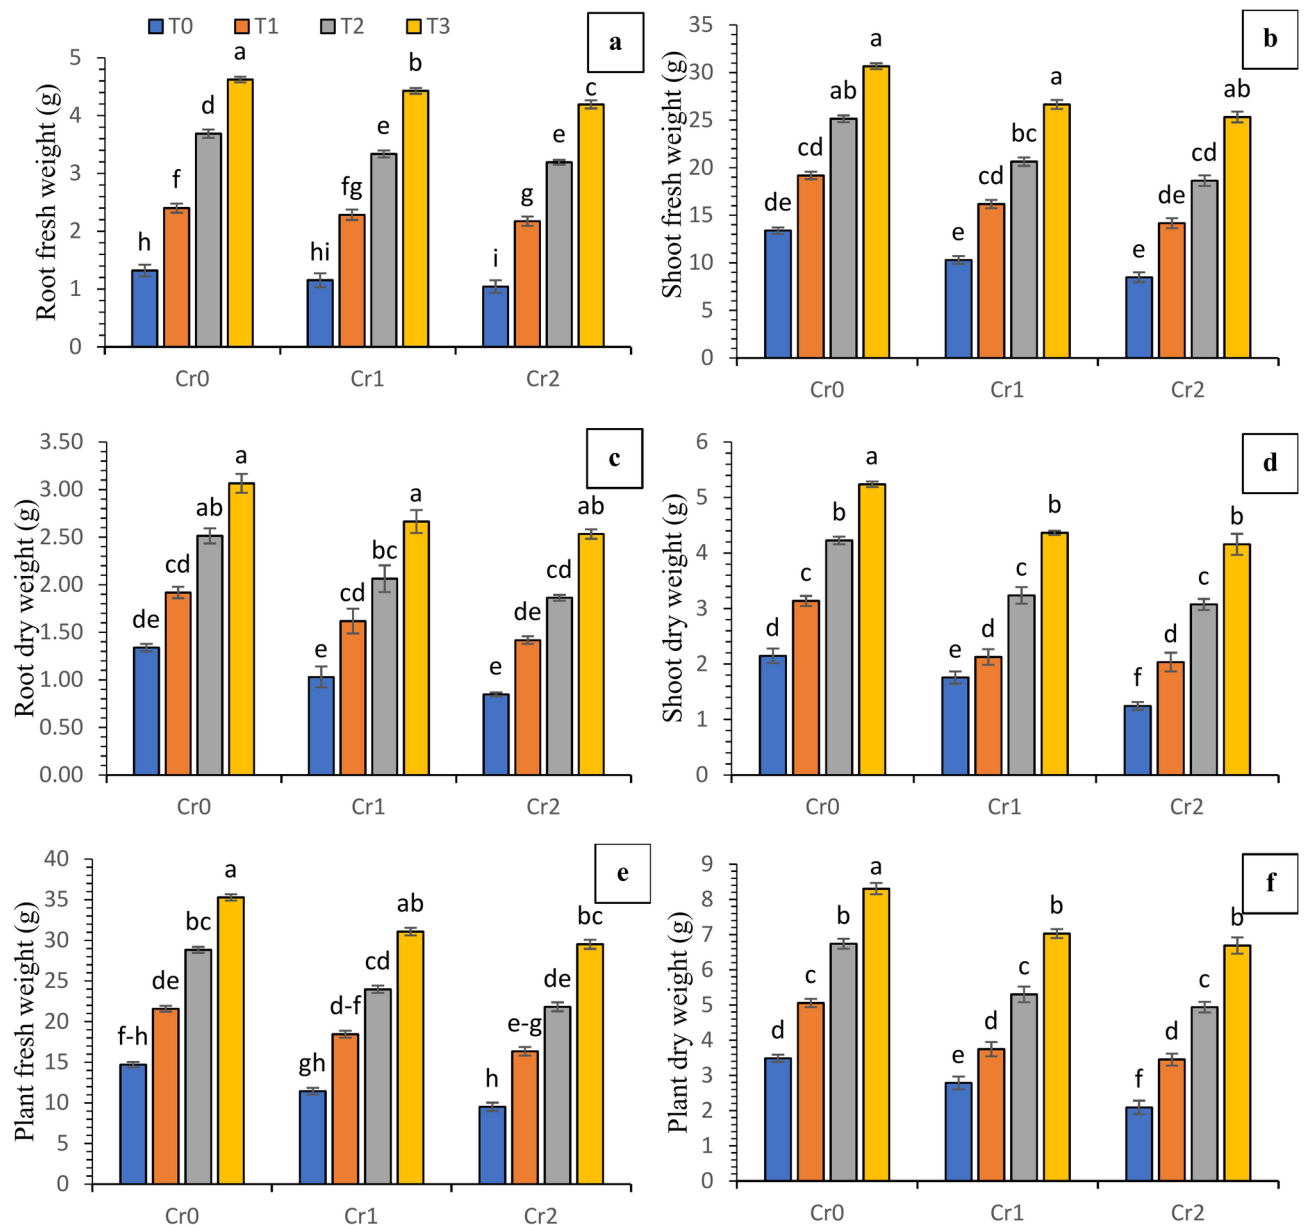 T0 T1 T2 T3
a
Root fresh weight (g)
5
4
3
2
1
0
h f d a
hi fg e b
i g e c
Cr0 Cr1 Cr2
b
Shoot fresh weight (g)
35
30
25
20
15
10
5
0
de cd ab a
e cd bc a
e de cd ab
Cr0 Cr1 Cr2
c
Root dry weight (g)
3.50
3.00
2.50
2.00
1.50
1.00
0.50
0.00
de cd ab a
e cd bc a
e de cd ab
Cr0 Cr1 Cr2
d
Shoot dry weight (g)
6
5
4
3
2
1
0
d c b a
e d c b
f d c b
Cr0 Cr1 Cr2
e
Plant fresh weight (g)
40
35
30
25
20
15
10
5
0
f-h de bc a
gh d-f cd ab
h e-g de bc
Cr0 Cr1 Cr2
f
Plant dry weight (g)
9
8
7
6
5
4
3
2
1
0
d c b a
e d c b
f d c b
Cr0 Cr1 Cr2